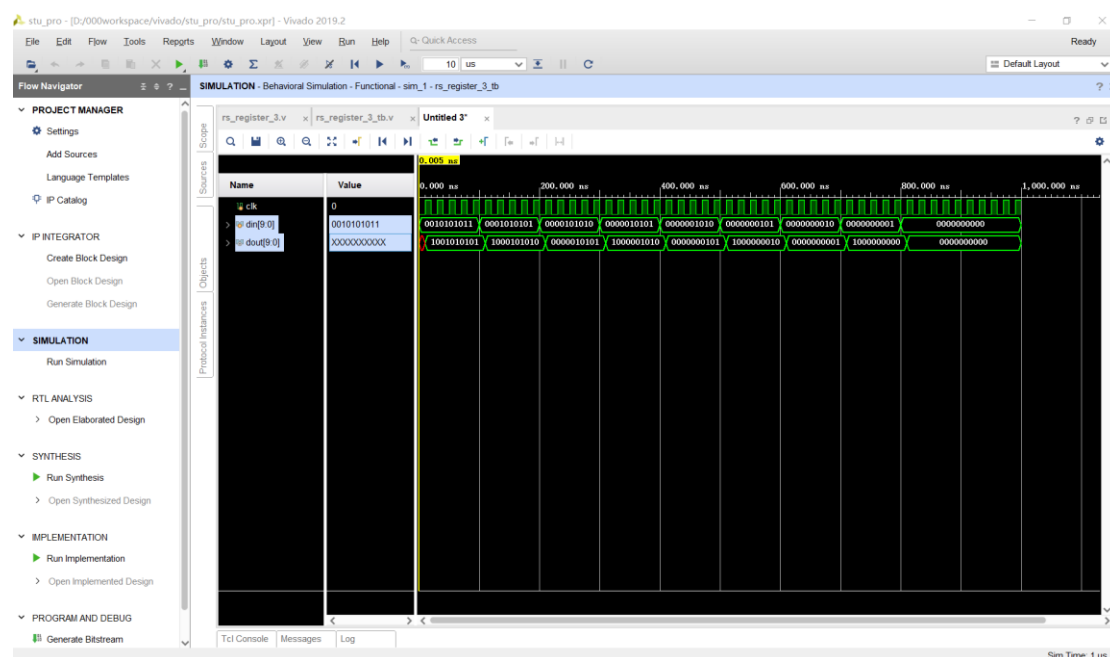 stu_pro - [D:/000workspace/vivado/stu_pro/stu_pro.xpr] - Vivado 2019.2
File Edit Flow Tools Reports Window Layout View Run Help Q- Quick Access Ready
10 us Default Layout
Flow Navigator ? SIMULATION - Behavioral Simulation - Functional - sim_1 - rs_register_3_tb ?
PROJECT MANAGER
Settings
Add Sources
Language Templates
IP Catalog
IP INTEGRATOR
Create Block Design
Open Block Design
Generate Block Design
SIMULATION
Run Simulation
RTL ANALYSIS
Open Elaborated Design
SYNTHESIS
Run Synthesis
Open Synthesized Design
IMPLEMENTATION
Run Implementation
Open Implemented Design
PROGRAM AND DEBUG
Generate Bitstream
Scope
Sources
Objects
Protocol Instances
rs_register_3.v × rs_register_3_tb.v × Untitled 3* × ?
0.005 ns
Name Value 0.000 ns 200.000 ns 400.000 ns 600.000 ns 800.000 ns 1,000.000 ns
clk 0
din[9:0] 0010101011 0010101011 0001010101 0000101010 0000010101 0000001010 0000000101 0000000010 0000000001 0000000000
dout[9:0] XXXXXXXXXX 1001010101 1000101010 0000010101 1000001010 0000000101 1000000010 0000000001 1000000000 0000000000
Tcl Console Messages Log
Sim Time: 1 us